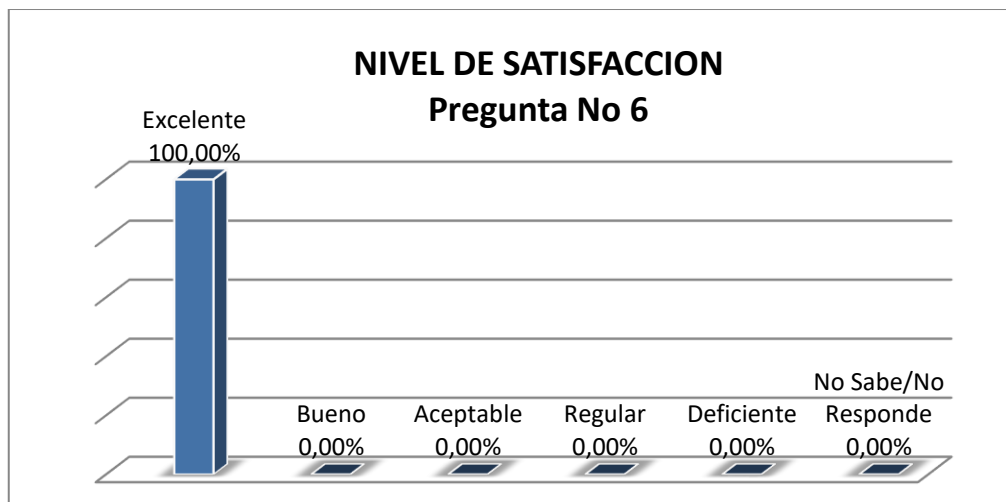 NIVEL DE SATISFACCION
Pregunta No 6
Excelente
100,00%
Bueno
0,00%
Aceptable
0,00%
Regular
0,00%
Deficiente
0,00%
No Sabe/No
Responde
0,00%